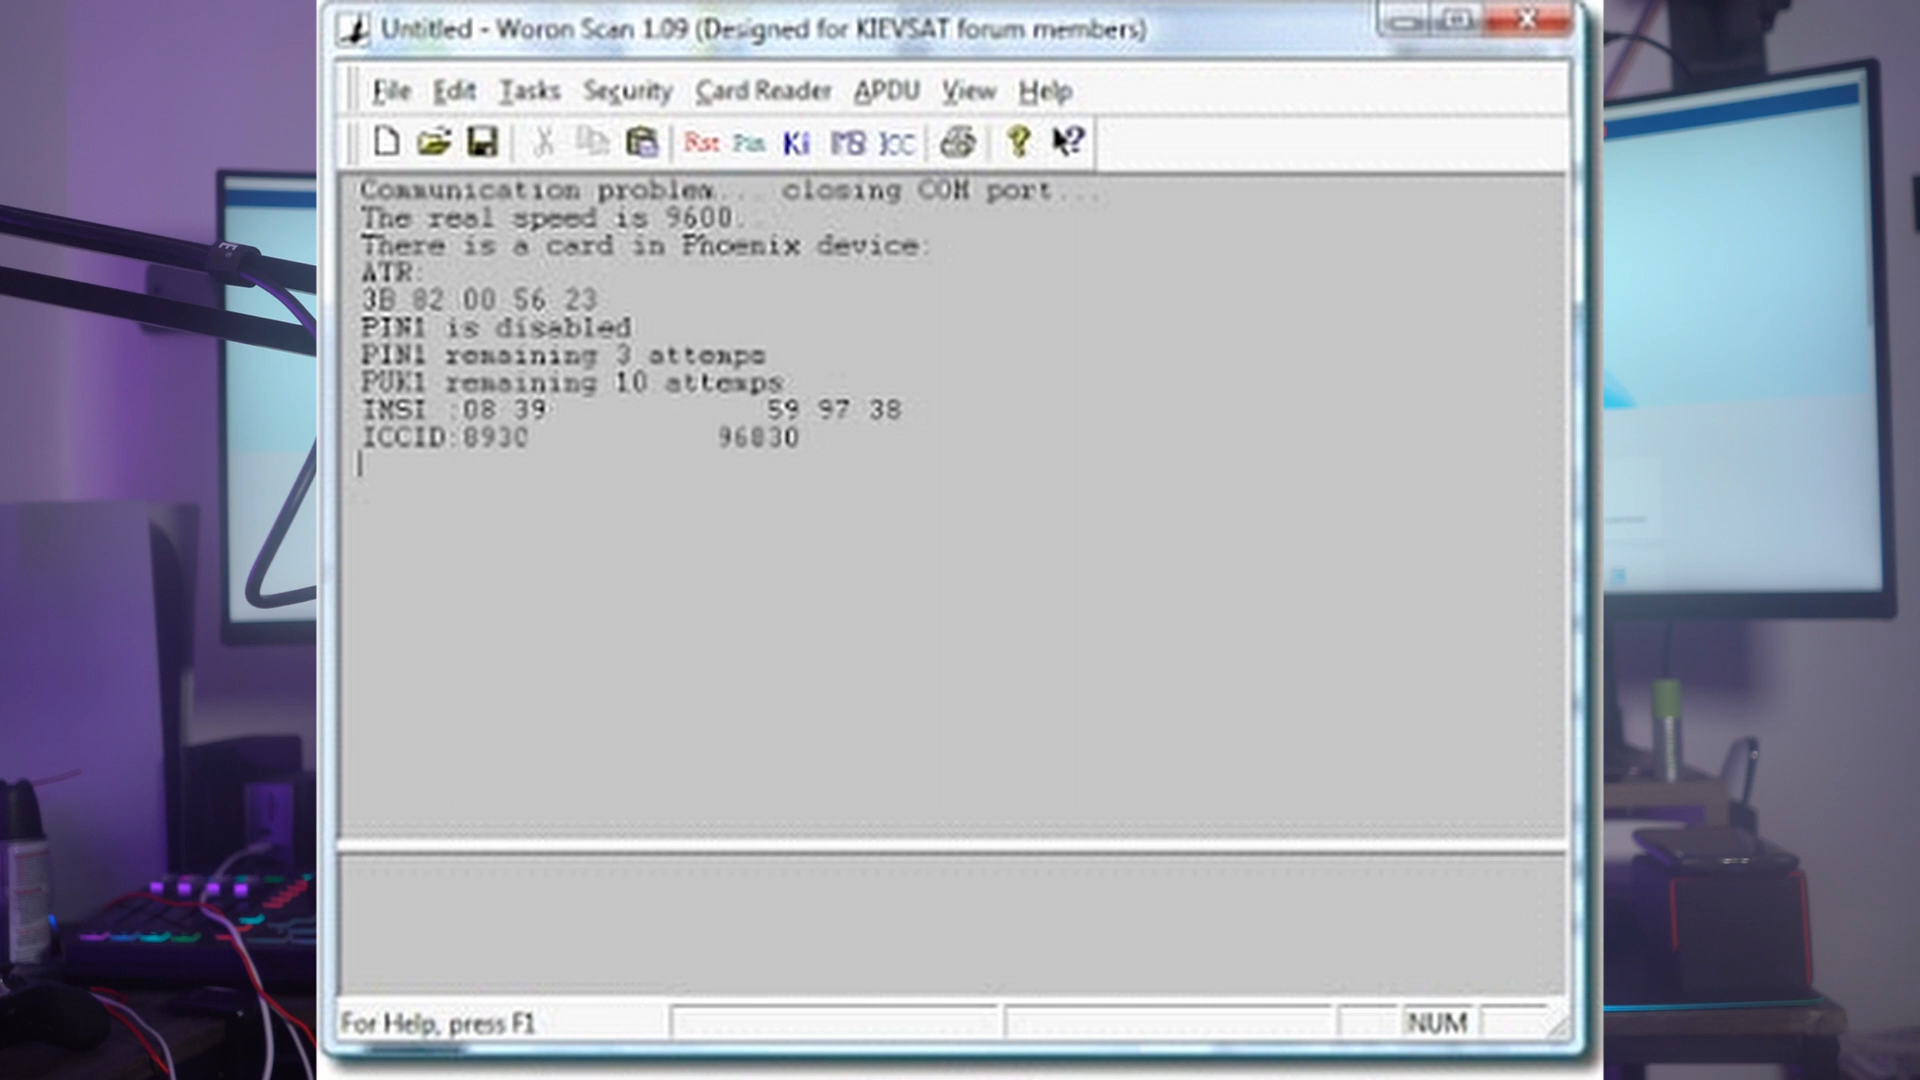 Untitled - Woron Scan 1.09 (Designed for KIEVSAT forum members)
File Edit Tasks Security Card Reader APDU View Help
Rst Pin Ki IMS ICC
Communication problem... closing COM port...
The real speed is 9600.
There is a card in Phoenix device:
ATR:
3B 82 00 56 23
PIN1 is disabled
PIN1 remaining 3 attemps
PUK1 remaining 10 attemps
IMSI :08 39 59 97 38
ICCID:8930 96830
For Help, press F1
NUM